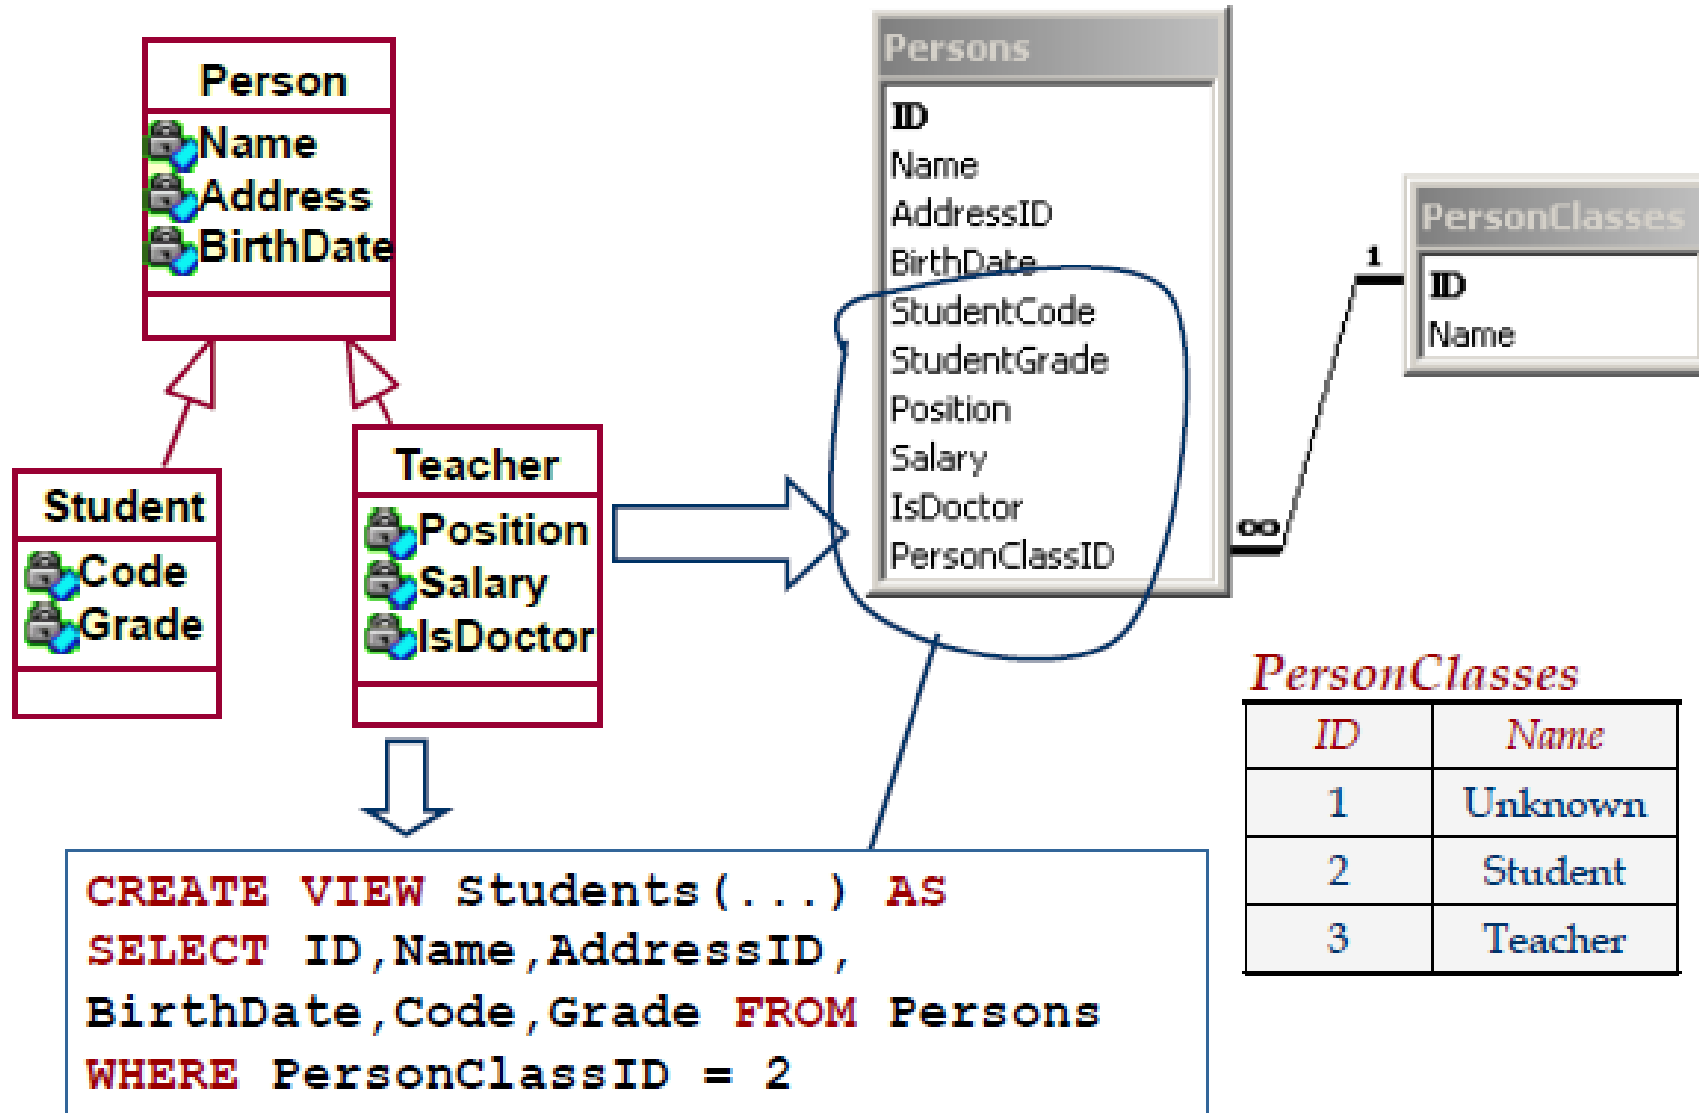 Person
Name
Address
BirthDate
Student
Code
Grade
Teacher
Position
Salary
IsDoctor
Persons
ID
Name
AddressID
BirthDate
StudentCode
StudentGrade
Position
Salary
IsDoctor
PersonClassID
∞
1
PersonClasses
ID
Name
PersonClasses
ID Name
1 Unknown
2 Student
3 Teacher
CREATE VIEW Students(...) AS
SELECT ID,Name,AddressID,
BirthDate,Code,Grade FROM Persons
WHERE PersonClassID = 2